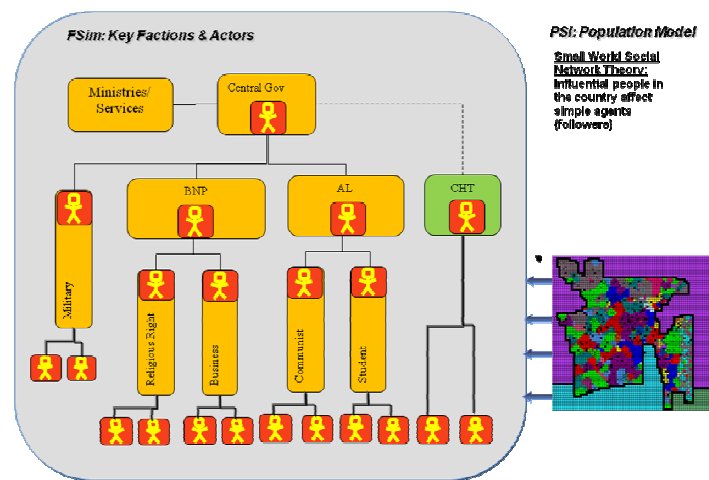 FSim: Key Factions & Actors
PSI: Population Model
Small World Social
Network Theory:
Influential people in
the country affect
simple agents
(followers)
Ministries/
Services
Central Gov
BNP
AL
CHT
Military
Religious Right
Business
Communist
Student